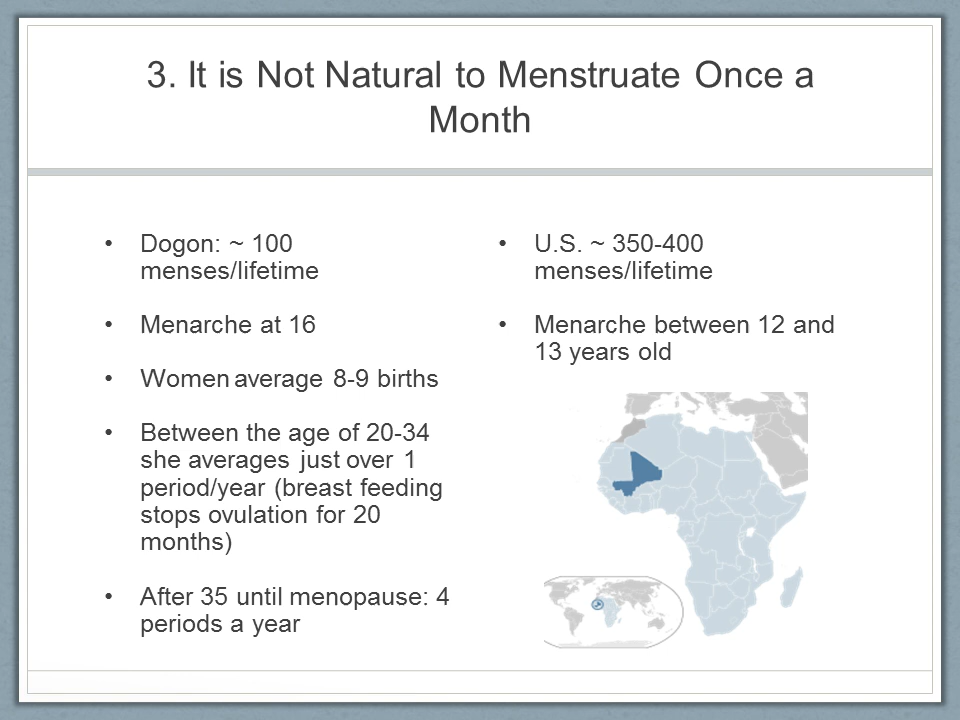 3. It is Not Natural to Menstruate Once a
Month
• Dogon: ~ 100
menses/lifetime
• Menarche at 16
• Women average 8-9 births
• Between the age of 20-34
she averages just over 1
period/year (breast feeding
stops ovulation for 20
months)
• After 35 until menopause: 4
periods a year
• U.S. ~ 350-400
menses/lifetime
• Menarche between 12 and
13 years old